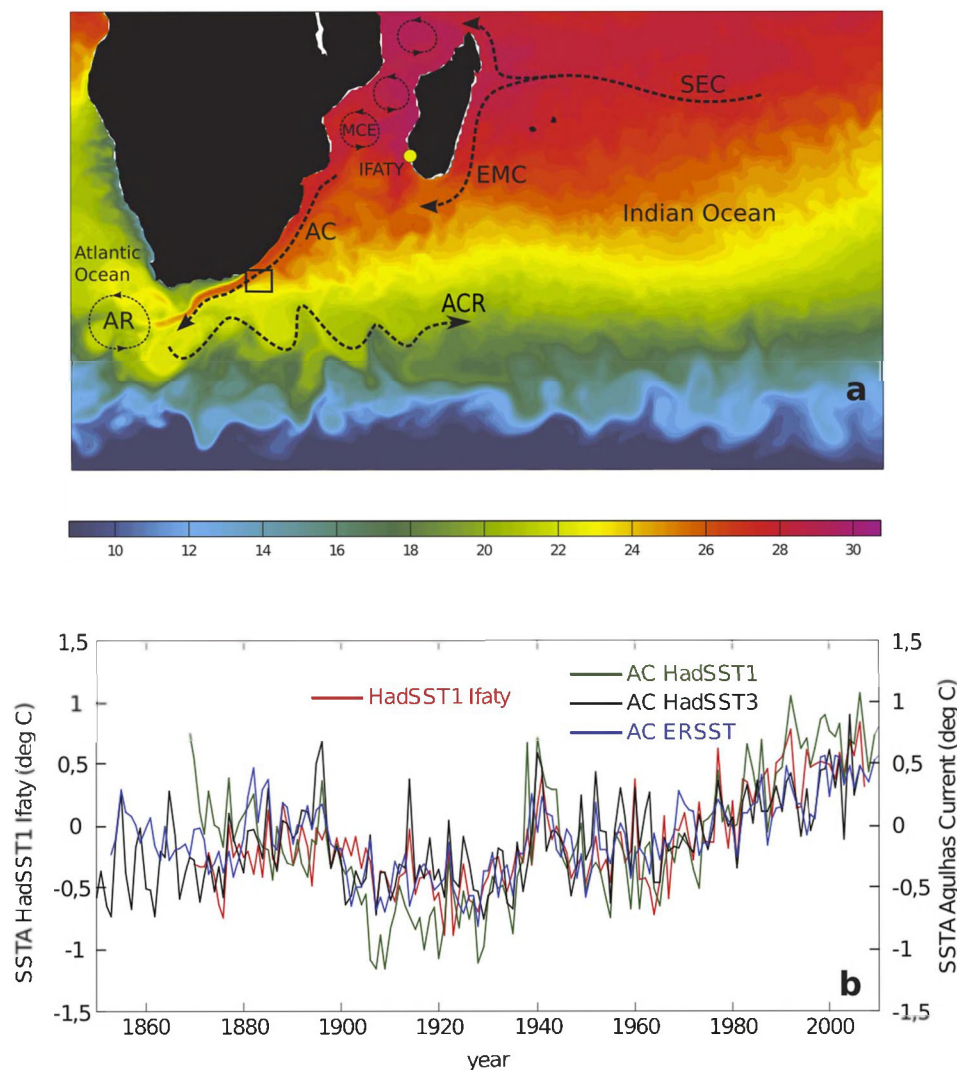 SEC
MCE
IFATY
EMC
Indian Ocean
AC
Atlantic
Ocean
AR
ACR
a
10 12 14 16 18 20 22 24 26 28 30
SSTA HadSST1 Ifaty (deg C)
1,5
1
0,5
0
-0,5
-1
-1,5
HadSST1 Ifaty
AC HadSST1
AC HadSST3
AC ERSST
b
1860 1880 1900 1920 1940 1960 1980 2000
year
1,5
1
0,5
0
-0,5
-1
-1,5
SSTA Aqulhas Current (deg C)